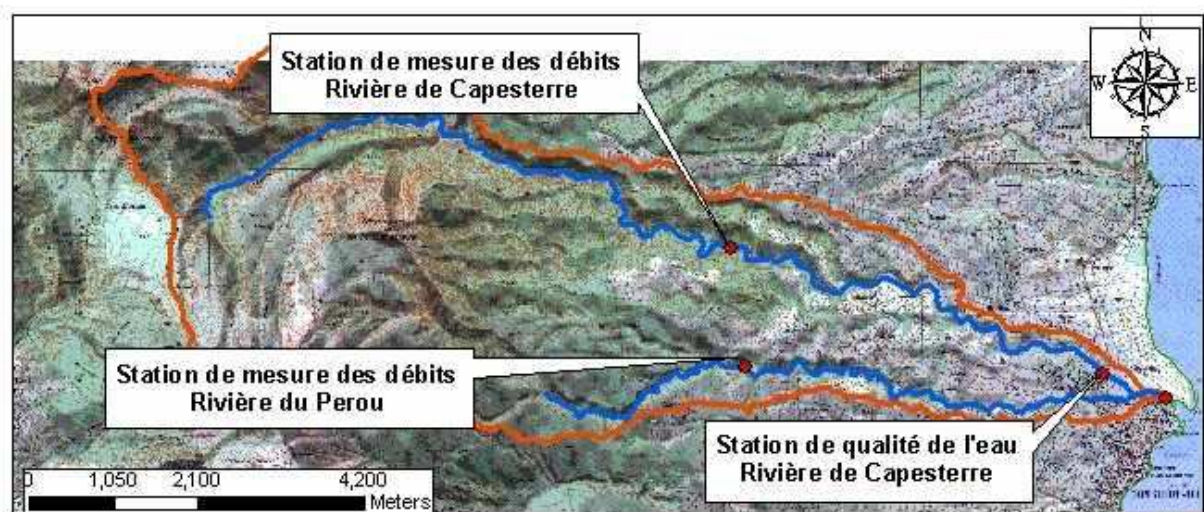 Station de mesure des débits
Rivière de Capesterre
N
W
E
S
Station de mesure des débits
Rivière du Perou
Station de qualité de l'eau
Rivière de Capesterre
0
1,050
2,100
4,200
Meters